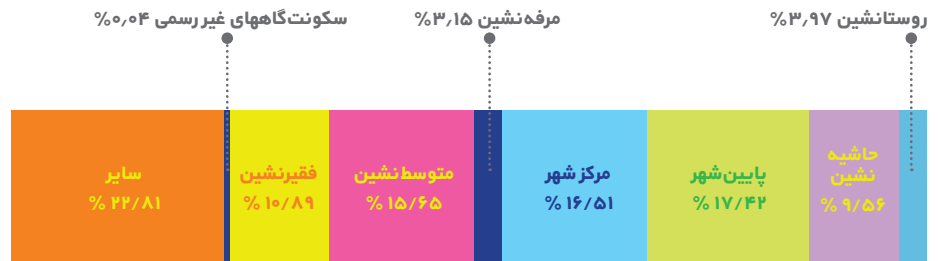 روستانشین ۳٫۹۷%
مرفه‌نشین ۳٫۱۵%
سکونت‌گاههای غیر رسمی ۰٫۰۴%
حاشیه
نشین
۹/۵۶ %
پایین‌شهر
۱۷/۴۲ %
مرکز شهر
۱۶/۵۱ %
متوسط‌نشین
۱۵/۶۵ %
فقیرنشین
۱۰/۸۹ %
سایر
۲۲/۸۱ %